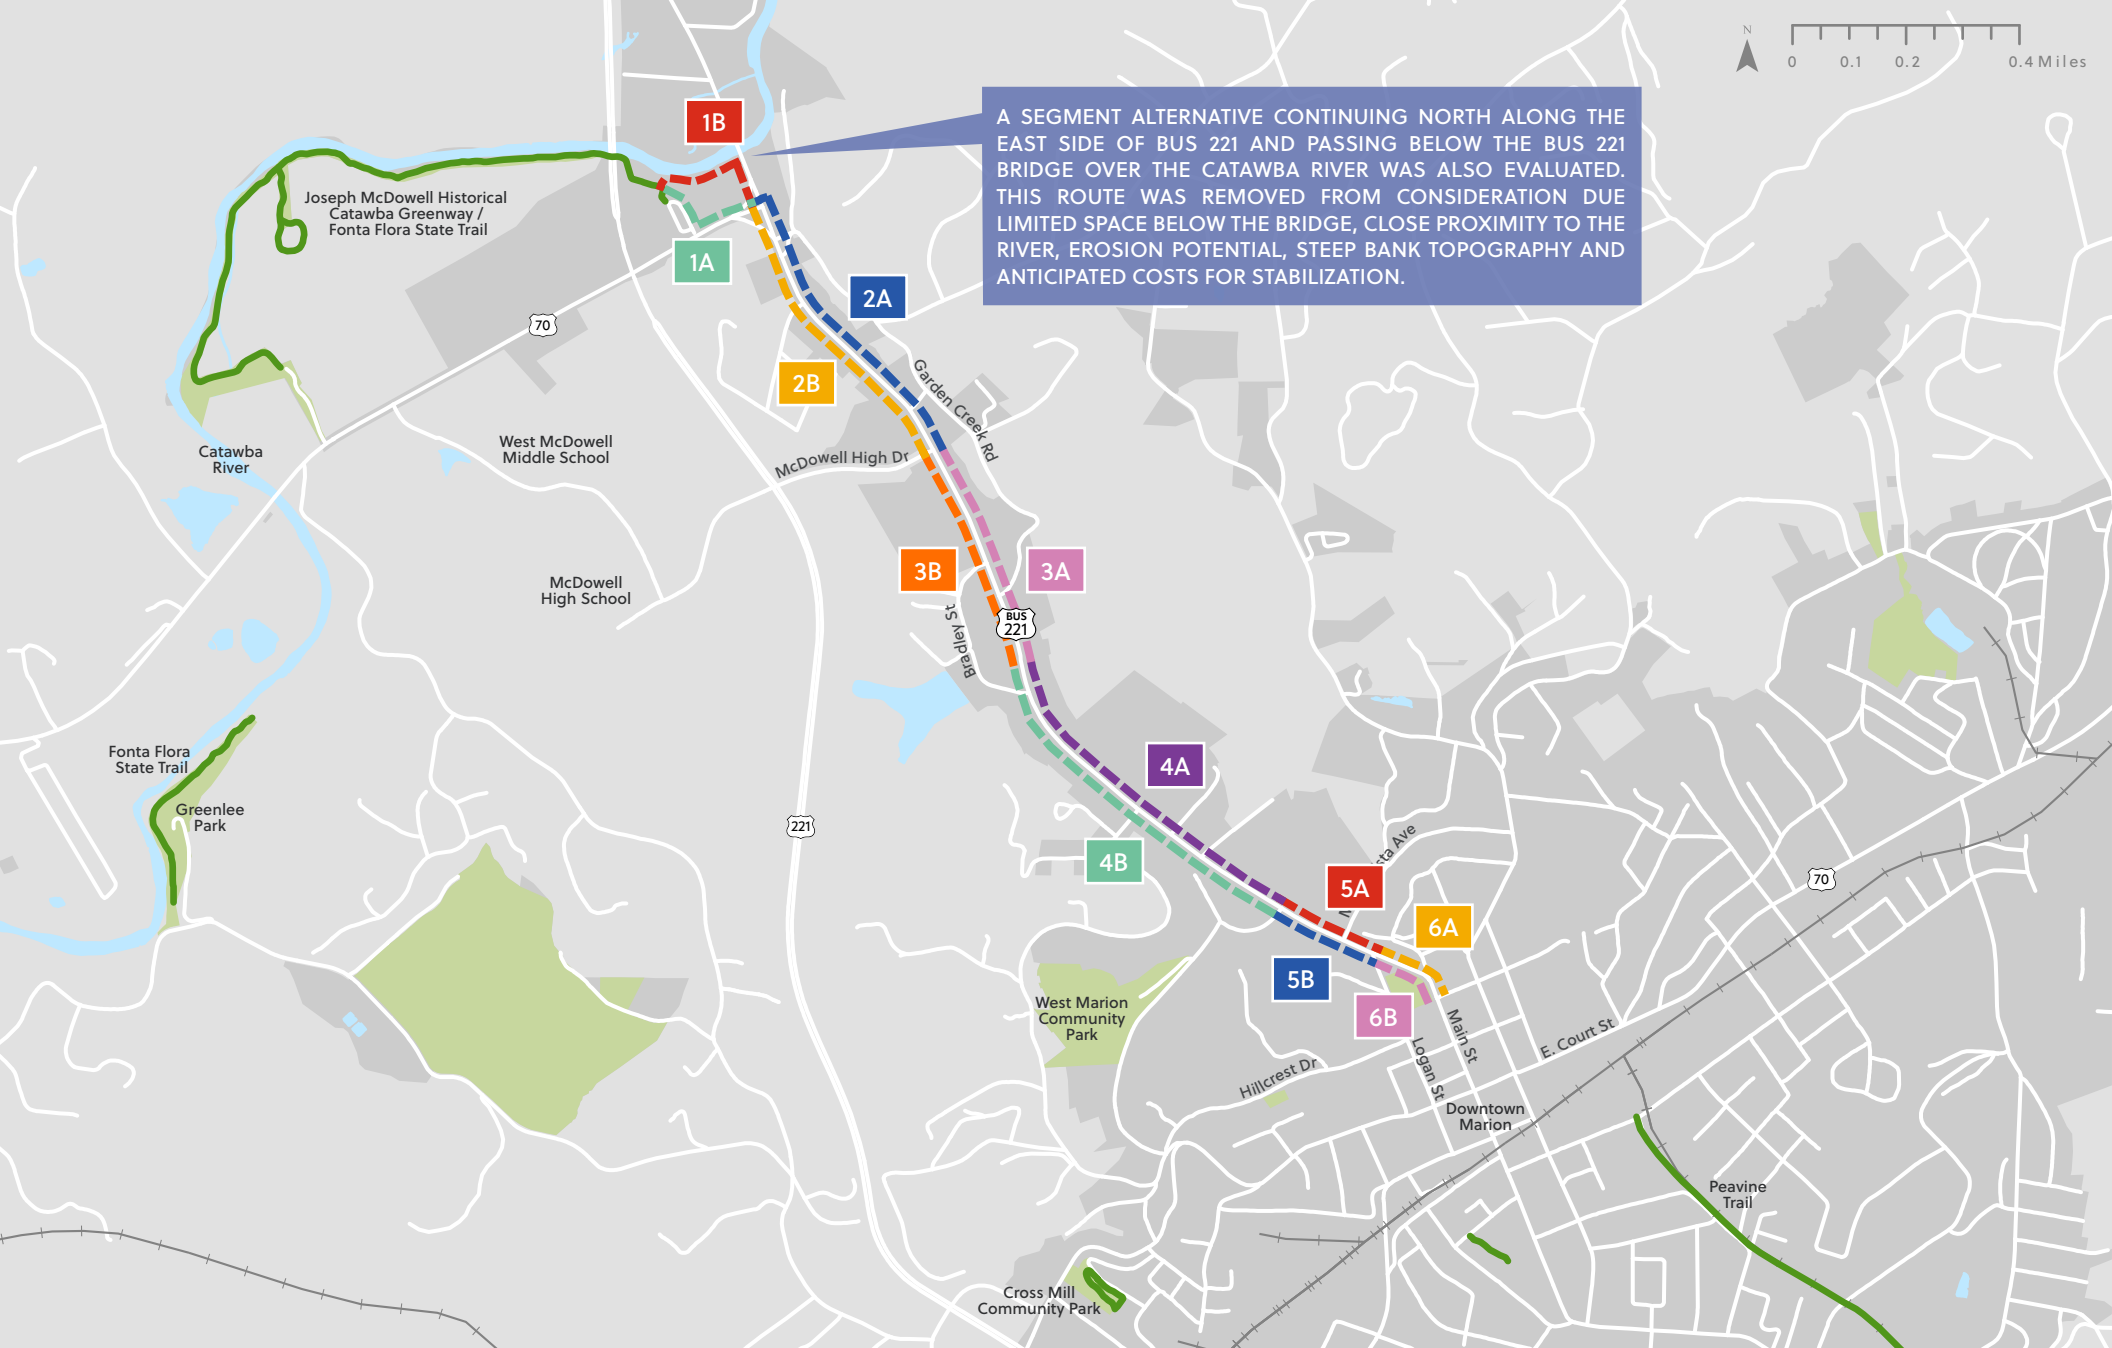 N
0 0.1 0.2 0.4 Miles
1B
A SEGMENT ALTERNATIVE CONTINUING NORTH ALONG THE
EAST SIDE OF BUS 221 AND PASSING BELOW THE BUS 221
BRIDGE OVER THE CATAWBA RIVER WAS ALSO EVALUATED.
THIS ROUTE WAS REMOVED FROM CONSIDERATION DUE
LIMITED SPACE BELOW THE BRIDGE, CLOSE PROXIMITY TO THE
RIVER, EROSION POTENTIAL, STEEP BANK TOPOGRAPHY AND
ANTICIPATED COSTS FOR STABILIZATION.
Joseph McDowell Historical
Catawba Greenway /
Fonta Flora State Trail
1A
2A
70
2B
Garden Creek Rd
West McDowell
Middle School
Catawba
River
McDowell High Dr
3B
3A
McDowell
High School
BUS
221
Bradley St
Fonta Flora
State Trail
4A
Greenlee
Park
221
4B
sta Ave
70
5A
6A
5B
6B
West Marion
Community
Park
Main St
E. Court St
Logan St
Hillcrest Dr
Downtown
Marion
Peavine
Trail
Cross Mill
Community Park